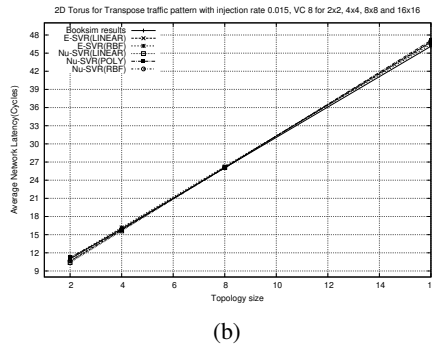 2D Torus for Transpose traffic pattern with injection rate 0.015, VC 8 for 2x2, 4x4, 8x8 and 16x16
Booksim results
E-SVR(LINEAR)
E-SVR(RBF)
Nu-SVR(LINEAR)
Nu-SVR(POLY)
Nu-SVR(RBF)
48
45
42
39
36
33
30
27
24
21
18
15
12
9
Average Network Latency(Cycles)
2 4 6 8 10 12 14
Topology size
(b)